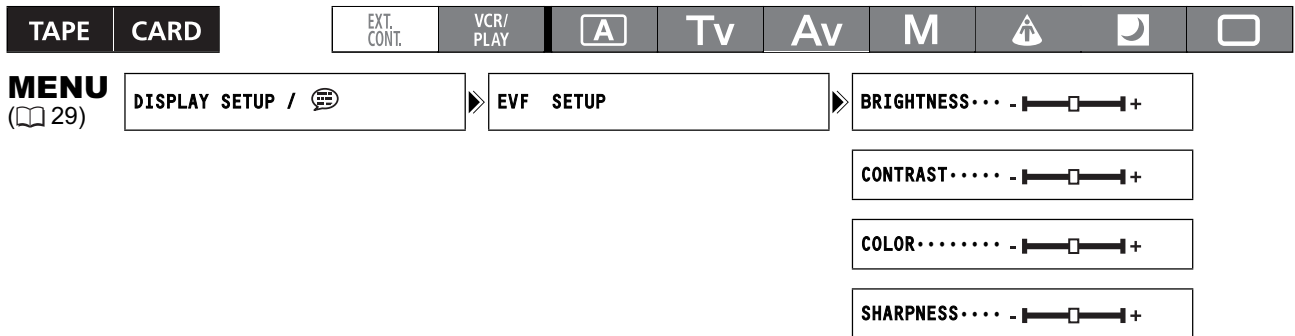 TAPE CARD EXT. CONT. VCR/ PLAY A Tv Av M
MENU DISPLAY SETUP / EVF SETUP BRIGHTNESS··· - +
( 29)
CONTRAST····· - +
COLOR········ - +
SHARPNESS···· - +